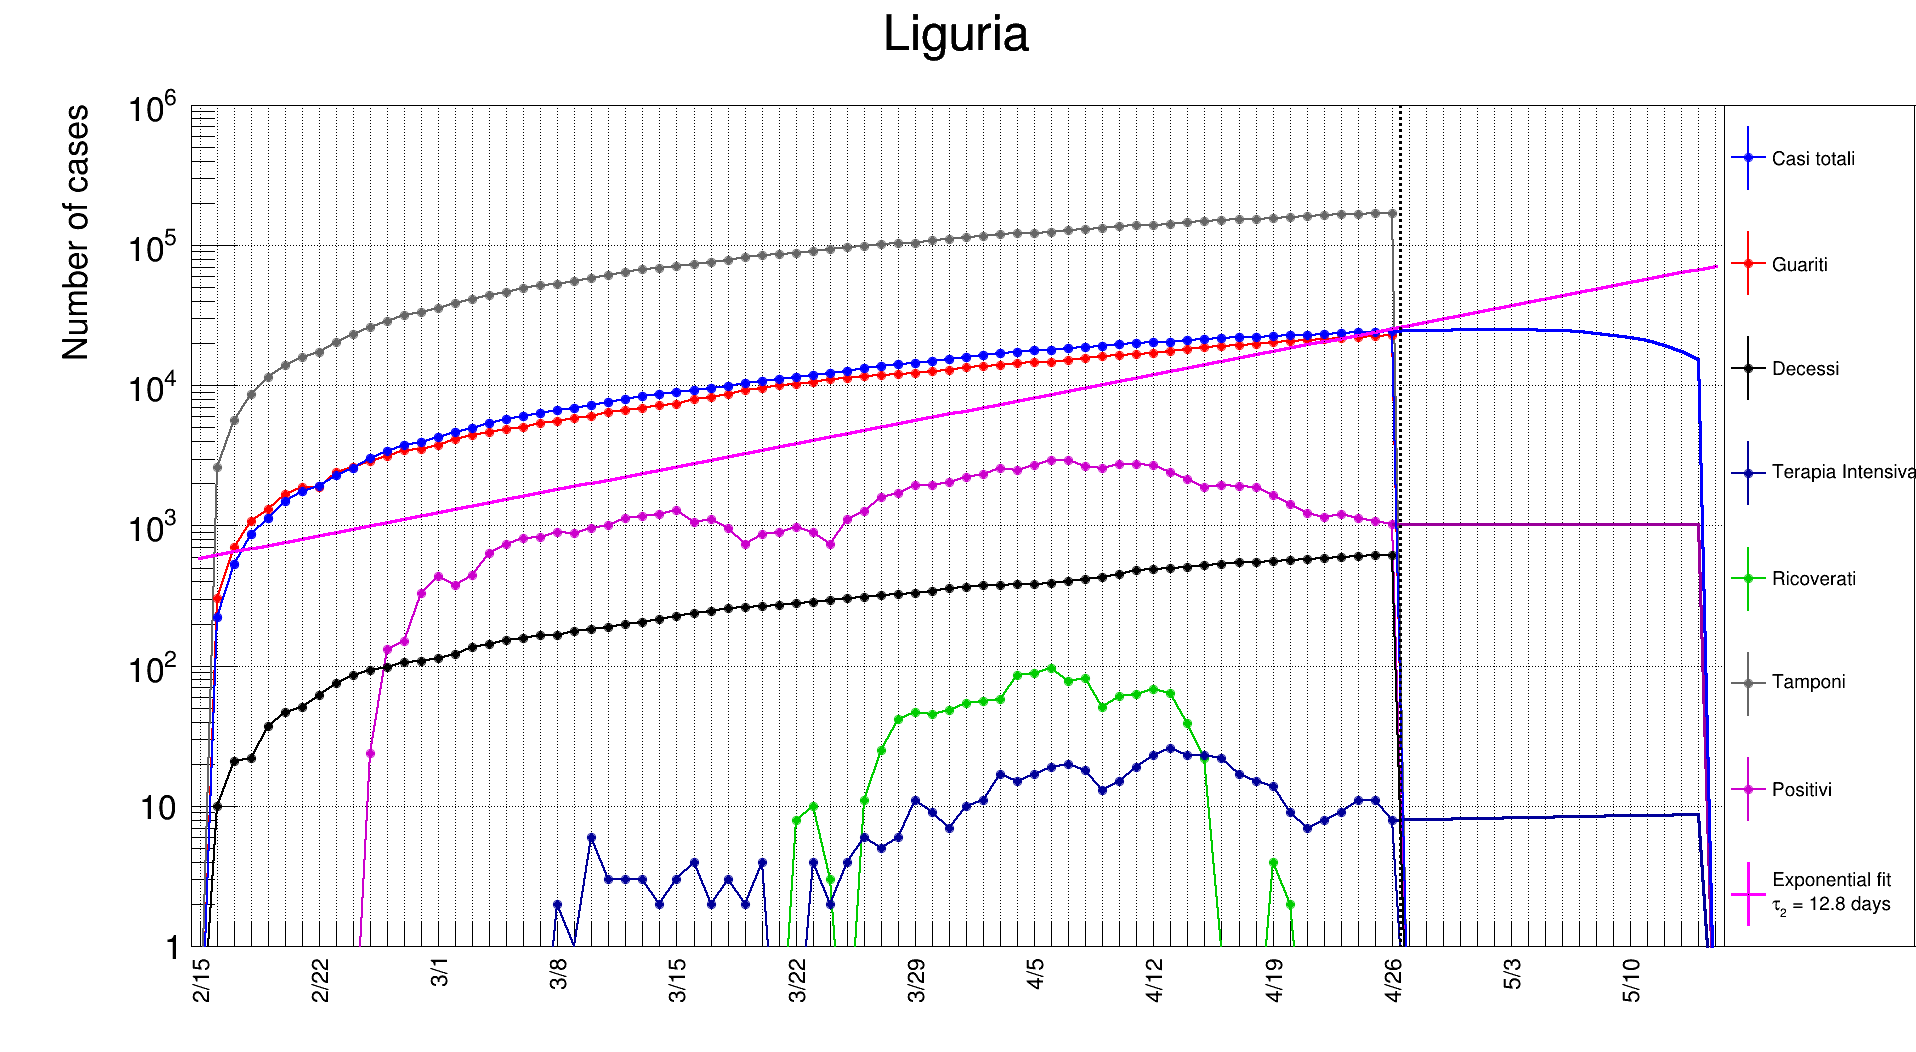 Liguria
Number of cases
10^6
10^5
10^4
10^3
10^2
10
1
2/15 2/22 3/1 3/8 3/15 3/22 3/29 4/5 4/12 4/19 4/26 5/3 5/10
Casi totali
Guariti
Decessi
Terapia Intensiva
Ricoverati
Tamponi
Positivi
Exponential fit
τ₂ = 12.8 days